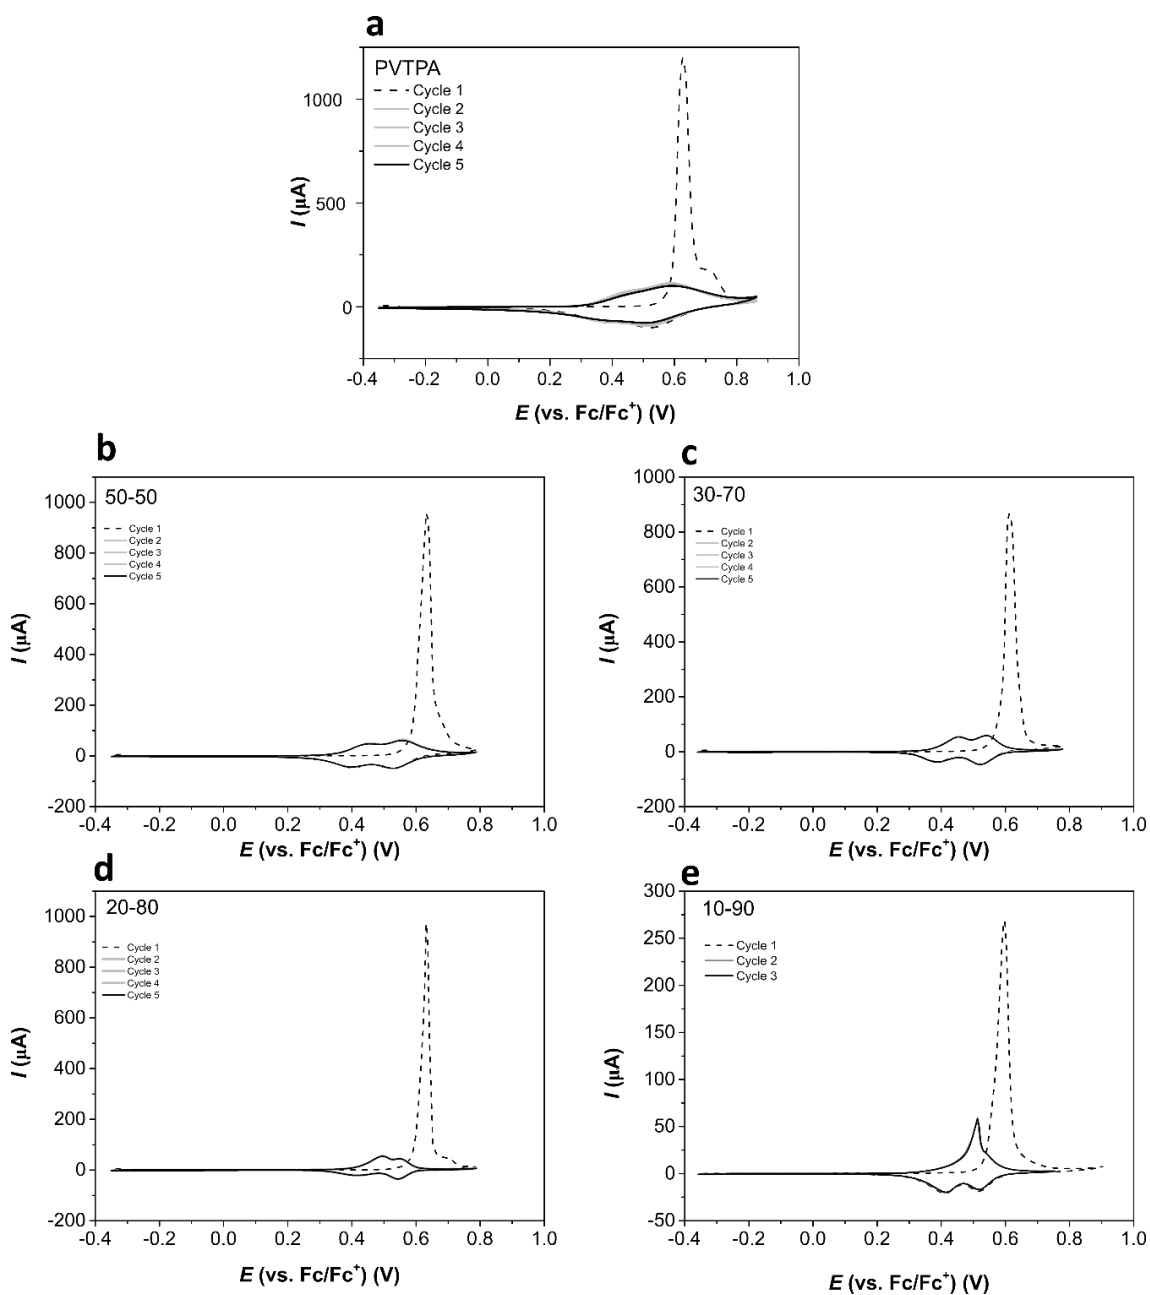 a
PVTPA
Cycle 1
Cycle 2
Cycle 3
Cycle 4
Cycle 5
1000
500
0
I (μA)
-0.4 -0.2 0.0 0.2 0.4 0.6 0.8 1.0
E (vs. Fc/Fc⁺) (V)
b
50-50
Cycle 1
Cycle 2
Cycle 3
Cycle 4
Cycle 5
1000
800
600
400
200
0
-200
I (μA)
-0.4 -0.2 0.0 0.2 0.4 0.6 0.8 1.0
E (vs. Fc/Fc⁺) (V)
c
30-70
Cycle 1
Cycle 2
Cycle 3
Cycle 4
Cycle 5
1000
800
600
400
200
0
-200
I (μA)
-0.4 -0.2 0.0 0.2 0.4 0.6 0.8 1.0
E (vs. Fc/Fc⁺) (V)
d
20-80
Cycle 1
Cycle 2
Cycle 3
Cycle 4
Cycle 5
1000
800
600
400
200
0
-200
I (μA)
-0.4 -0.2 0.0 0.2 0.4 0.6 0.8 1.0
E (vs. Fc/Fc⁺) (V)
e
10-90
Cycle 1
Cycle 2
Cycle 3
300
250
200
150
100
50
0
-50
I (μA)
-0.4 -0.2 0.0 0.2 0.4 0.6 0.8 1.0
E (vs. Fc/Fc⁺) (V)